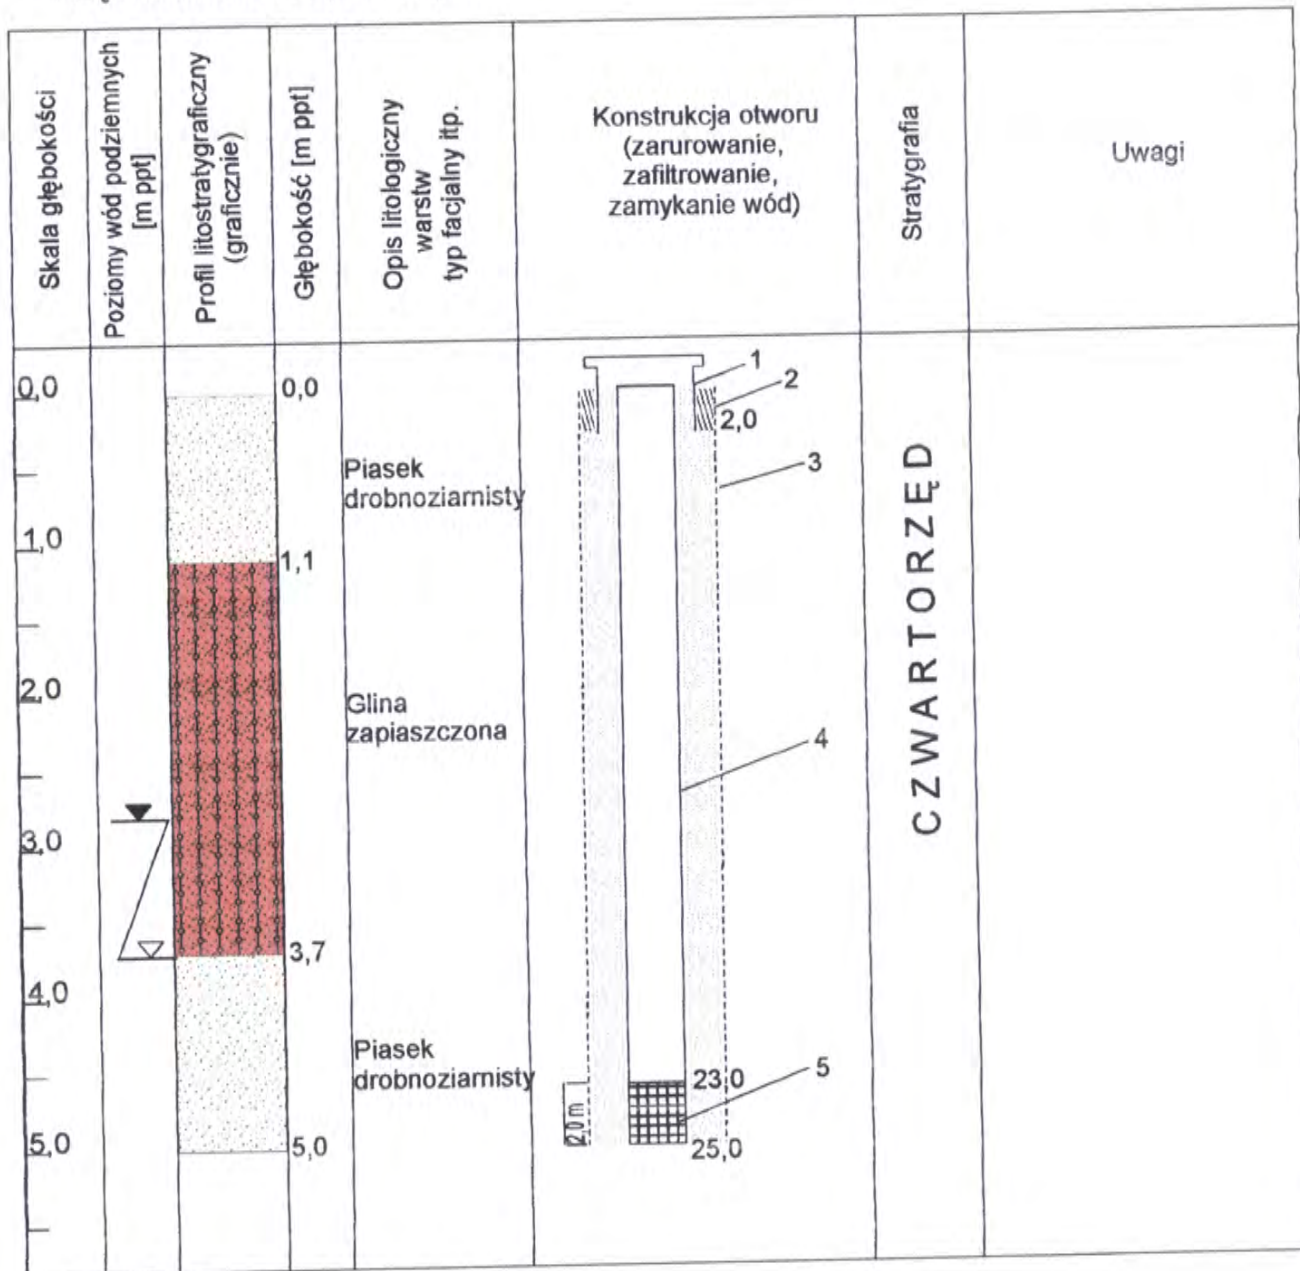 Skala głębokości
Poziomy wód podziemnych
[m ppt]
Profil litostratygraficzny
(graficznie)
Głębokość [m ppt]
Opis litologiczny
warstw
typ facjalny itp.
Konstrukcja otworu
(zarurowanie,
zafiltrowanie,
zamykanie wód)
Stratygrafia
Uwagi
0,0
1,0
2,0
3,0
4,0
5,0
0,0
1,1
3,7
5,0
Piasek
drobnoziarnisty
Glina
zapiaszczona
Piasek
drobnoziarnisty
1
2
2,0
3
4
23,0
5
2,0 m
25,0
CZWARTORZĘD